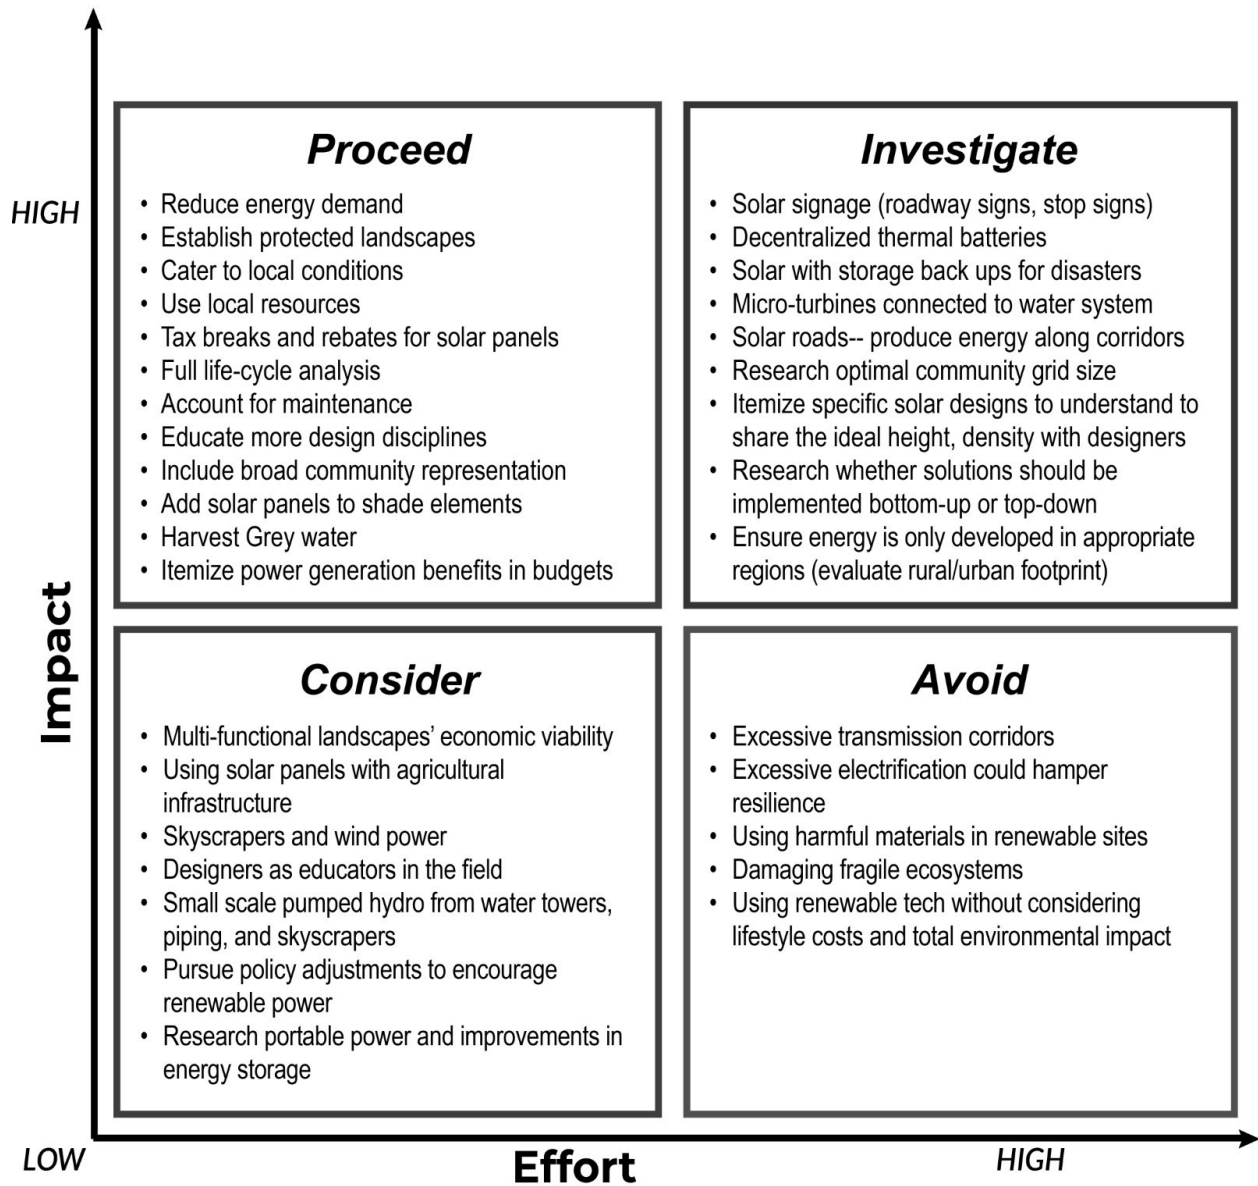 HIGH
Proceed
• Reduce energy demand
• Establish protected landscapes
• Cater to local conditions
• Use local resources
• Tax breaks and rebates for solar panels
• Full life-cycle analysis
• Account for maintenance
• Educate more design disciplines
• Include broad community representation
• Add solar panels to shade elements
• Harvest Grey water
• Itemize power generation benefits in budgets
Investigate
• Solar signage (roadway signs, stop signs)
• Decentralized thermal batteries
• Solar with storage back ups for disasters
• Micro-turbines connected to water system
• Solar roads-- produce energy along corridors
• Research optimal community grid size
• Itemize specific solar designs to understand to
share the ideal height, density with designers
• Research whether solutions should be
implemented bottom-up or top-down
• Ensure energy is only developed in appropriate
regions (evaluate rural/urban footprint)
Impact
Consider
• Multi-functional landscapes’ economic viability
• Using solar panels with agricultural
infrastructure
• Skyscrapers and wind power
• Designers as educators in the field
• Small scale pumped hydro from water towers,
piping, and skyscrapers
• Pursue policy adjustments to encourage
renewable power
• Research portable power and improvements in
energy storage
Avoid
• Excessive transmission corridors
• Excessive electrification could hamper
resilience
• Using harmful materials in renewable sites
• Damaging fragile ecosystems
• Using renewable tech without considering
lifestyle costs and total environmental impact
LOW
Effort
HIGH